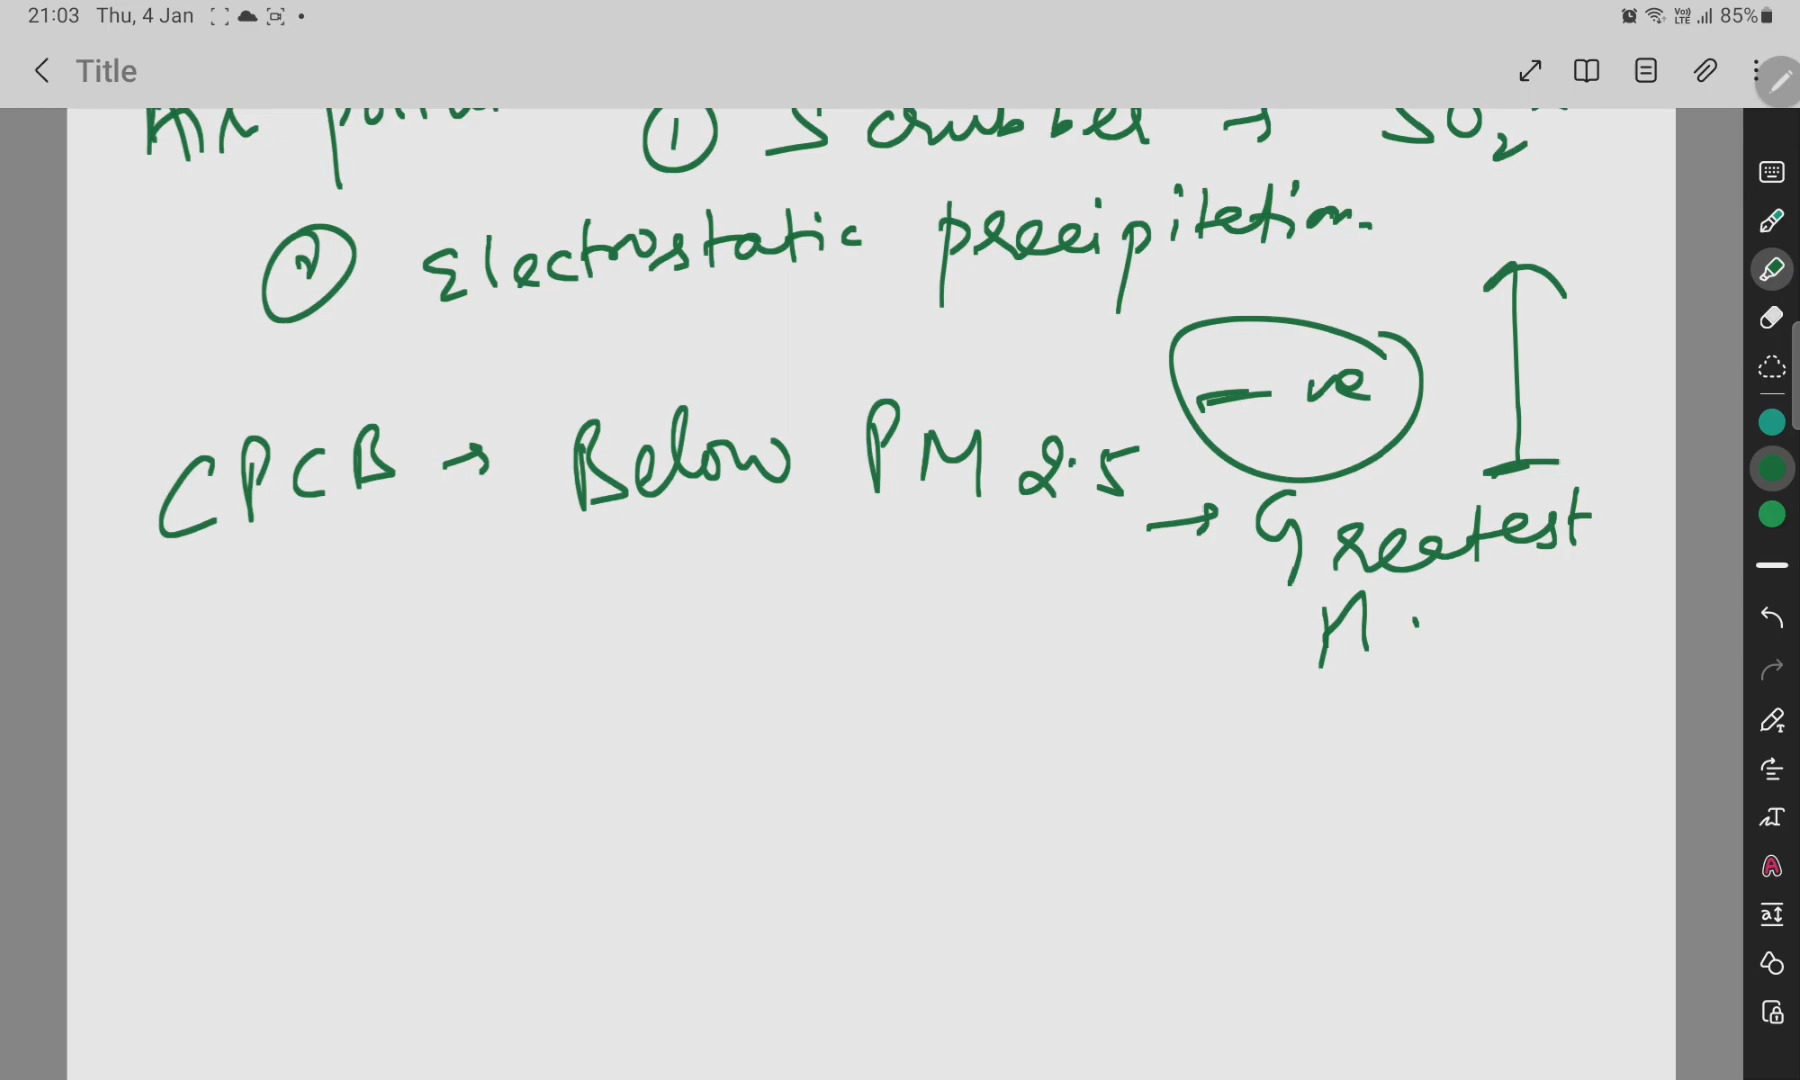 21:03 Thu, 4 Jan 85%
Title
① Scrubber → SO₂
② Electrostatic precipitation.
- ve
CPCB → Below PM 2.5
→ Greatest
H.